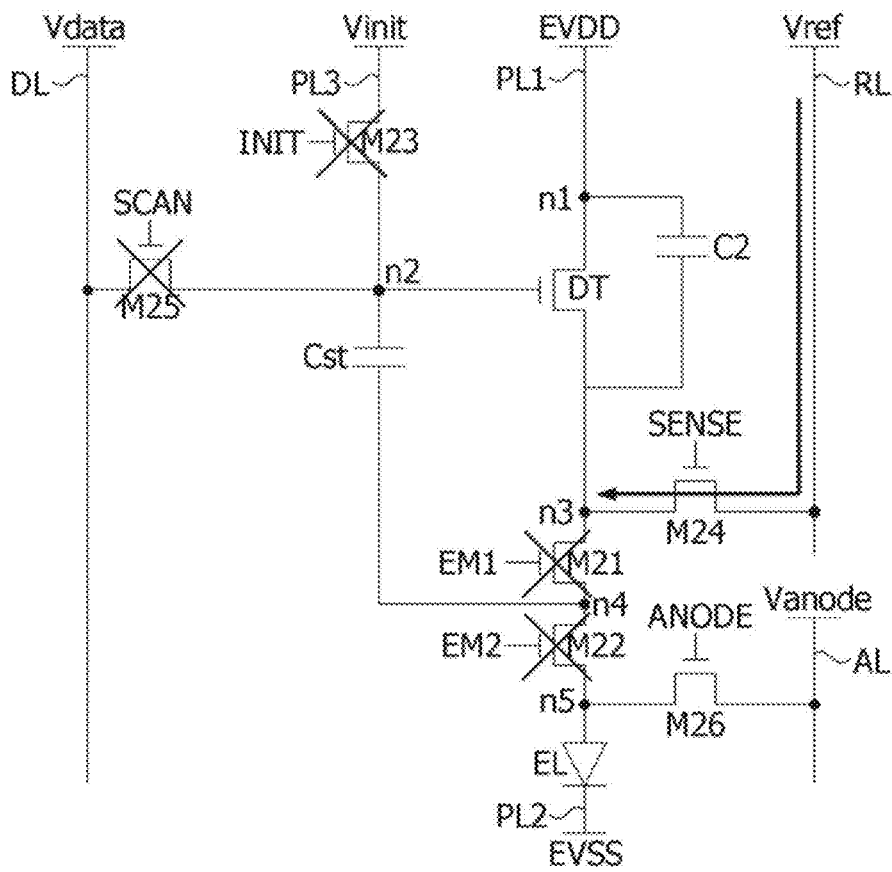 Vdata Vinit EVDD Vref
DL PL3 PL1 RL
INIT M23
SCAN n1
C2
n2 DT
M25
Cst
SENSE
n3 M24
EM1 M21
n4 Vanode
ANODE
EM2 M22 AL
n5 M26
EL
PL2
EVSS